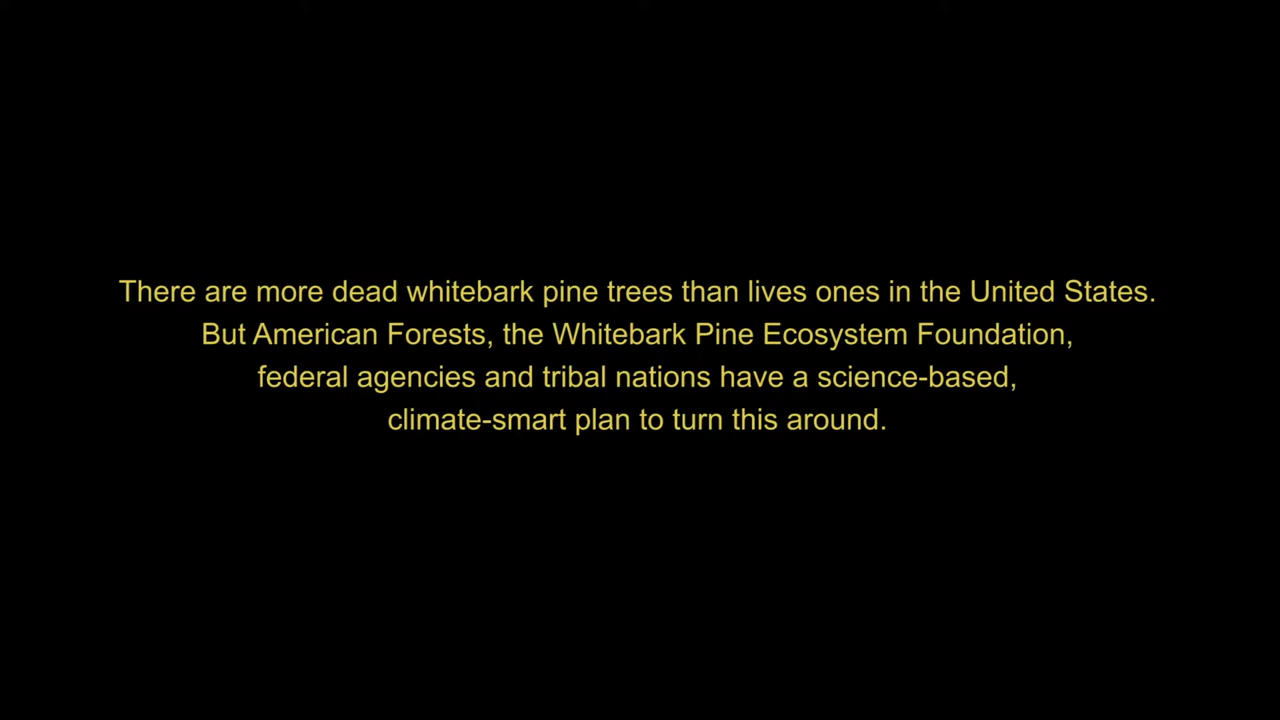 There are more dead whitebark pine trees than lives ones in the United States.
But American Forests, the Whitebark Pine Ecosystem Foundation,
federal agencies and tribal nations have a science-based,
climate-smart plan to turn this around.